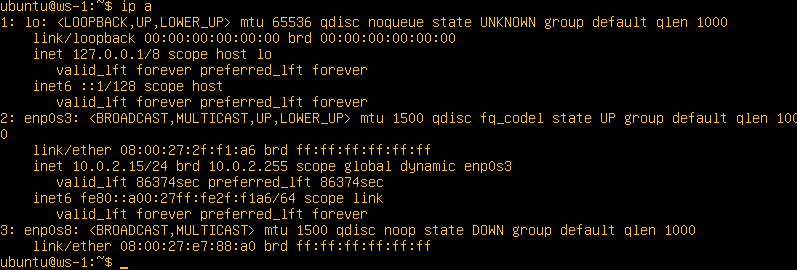 ubuntu@ws-1:~$ ip a
1: lo: <LOOPBACK,UP,LOWER_UP> mtu 65536 qdisc noqueue state UNKNOWN group default qlen 1000
    link/loopback 00:00:00:00:00:00 brd 00:00:00:00:00:00
    inet 127.0.0.1/8 scope host lo
       valid_lft forever preferred_lft forever
    inet6 ::1/128 scope host
       valid_lft forever preferred_lft forever
2: enp0s3: <BROADCAST,MULTICAST,UP,LOWER_UP> mtu 1500 qdisc fq_codel state UP group default qlen 100
0
    link/ether 08:00:27:2f:f1:a6 brd ff:ff:ff:ff:ff:ff
    inet 10.0.2.15/24 brd 10.0.2.255 scope global dynamic enp0s3
       valid_lft 86374sec preferred_lft 86374sec
    inet6 fe80::a00:27ff:fe2f:f1a6/64 scope link
       valid_lft forever preferred_lft forever
3: enp0s8: <BROADCAST,MULTICAST> mtu 1500 qdisc noop state DOWN group default qlen 1000
    link/ether 08:00:27:e7:88:a0 brd ff:ff:ff:ff:ff:ff
ubuntu@ws-1:~$ _